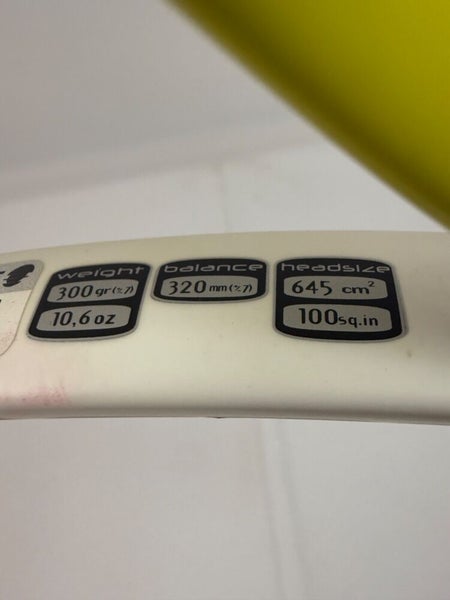 weight
300 gr(±7)
10,6 oz
balance
320 mm(±7)
headsize
645 cm²
100sq.in